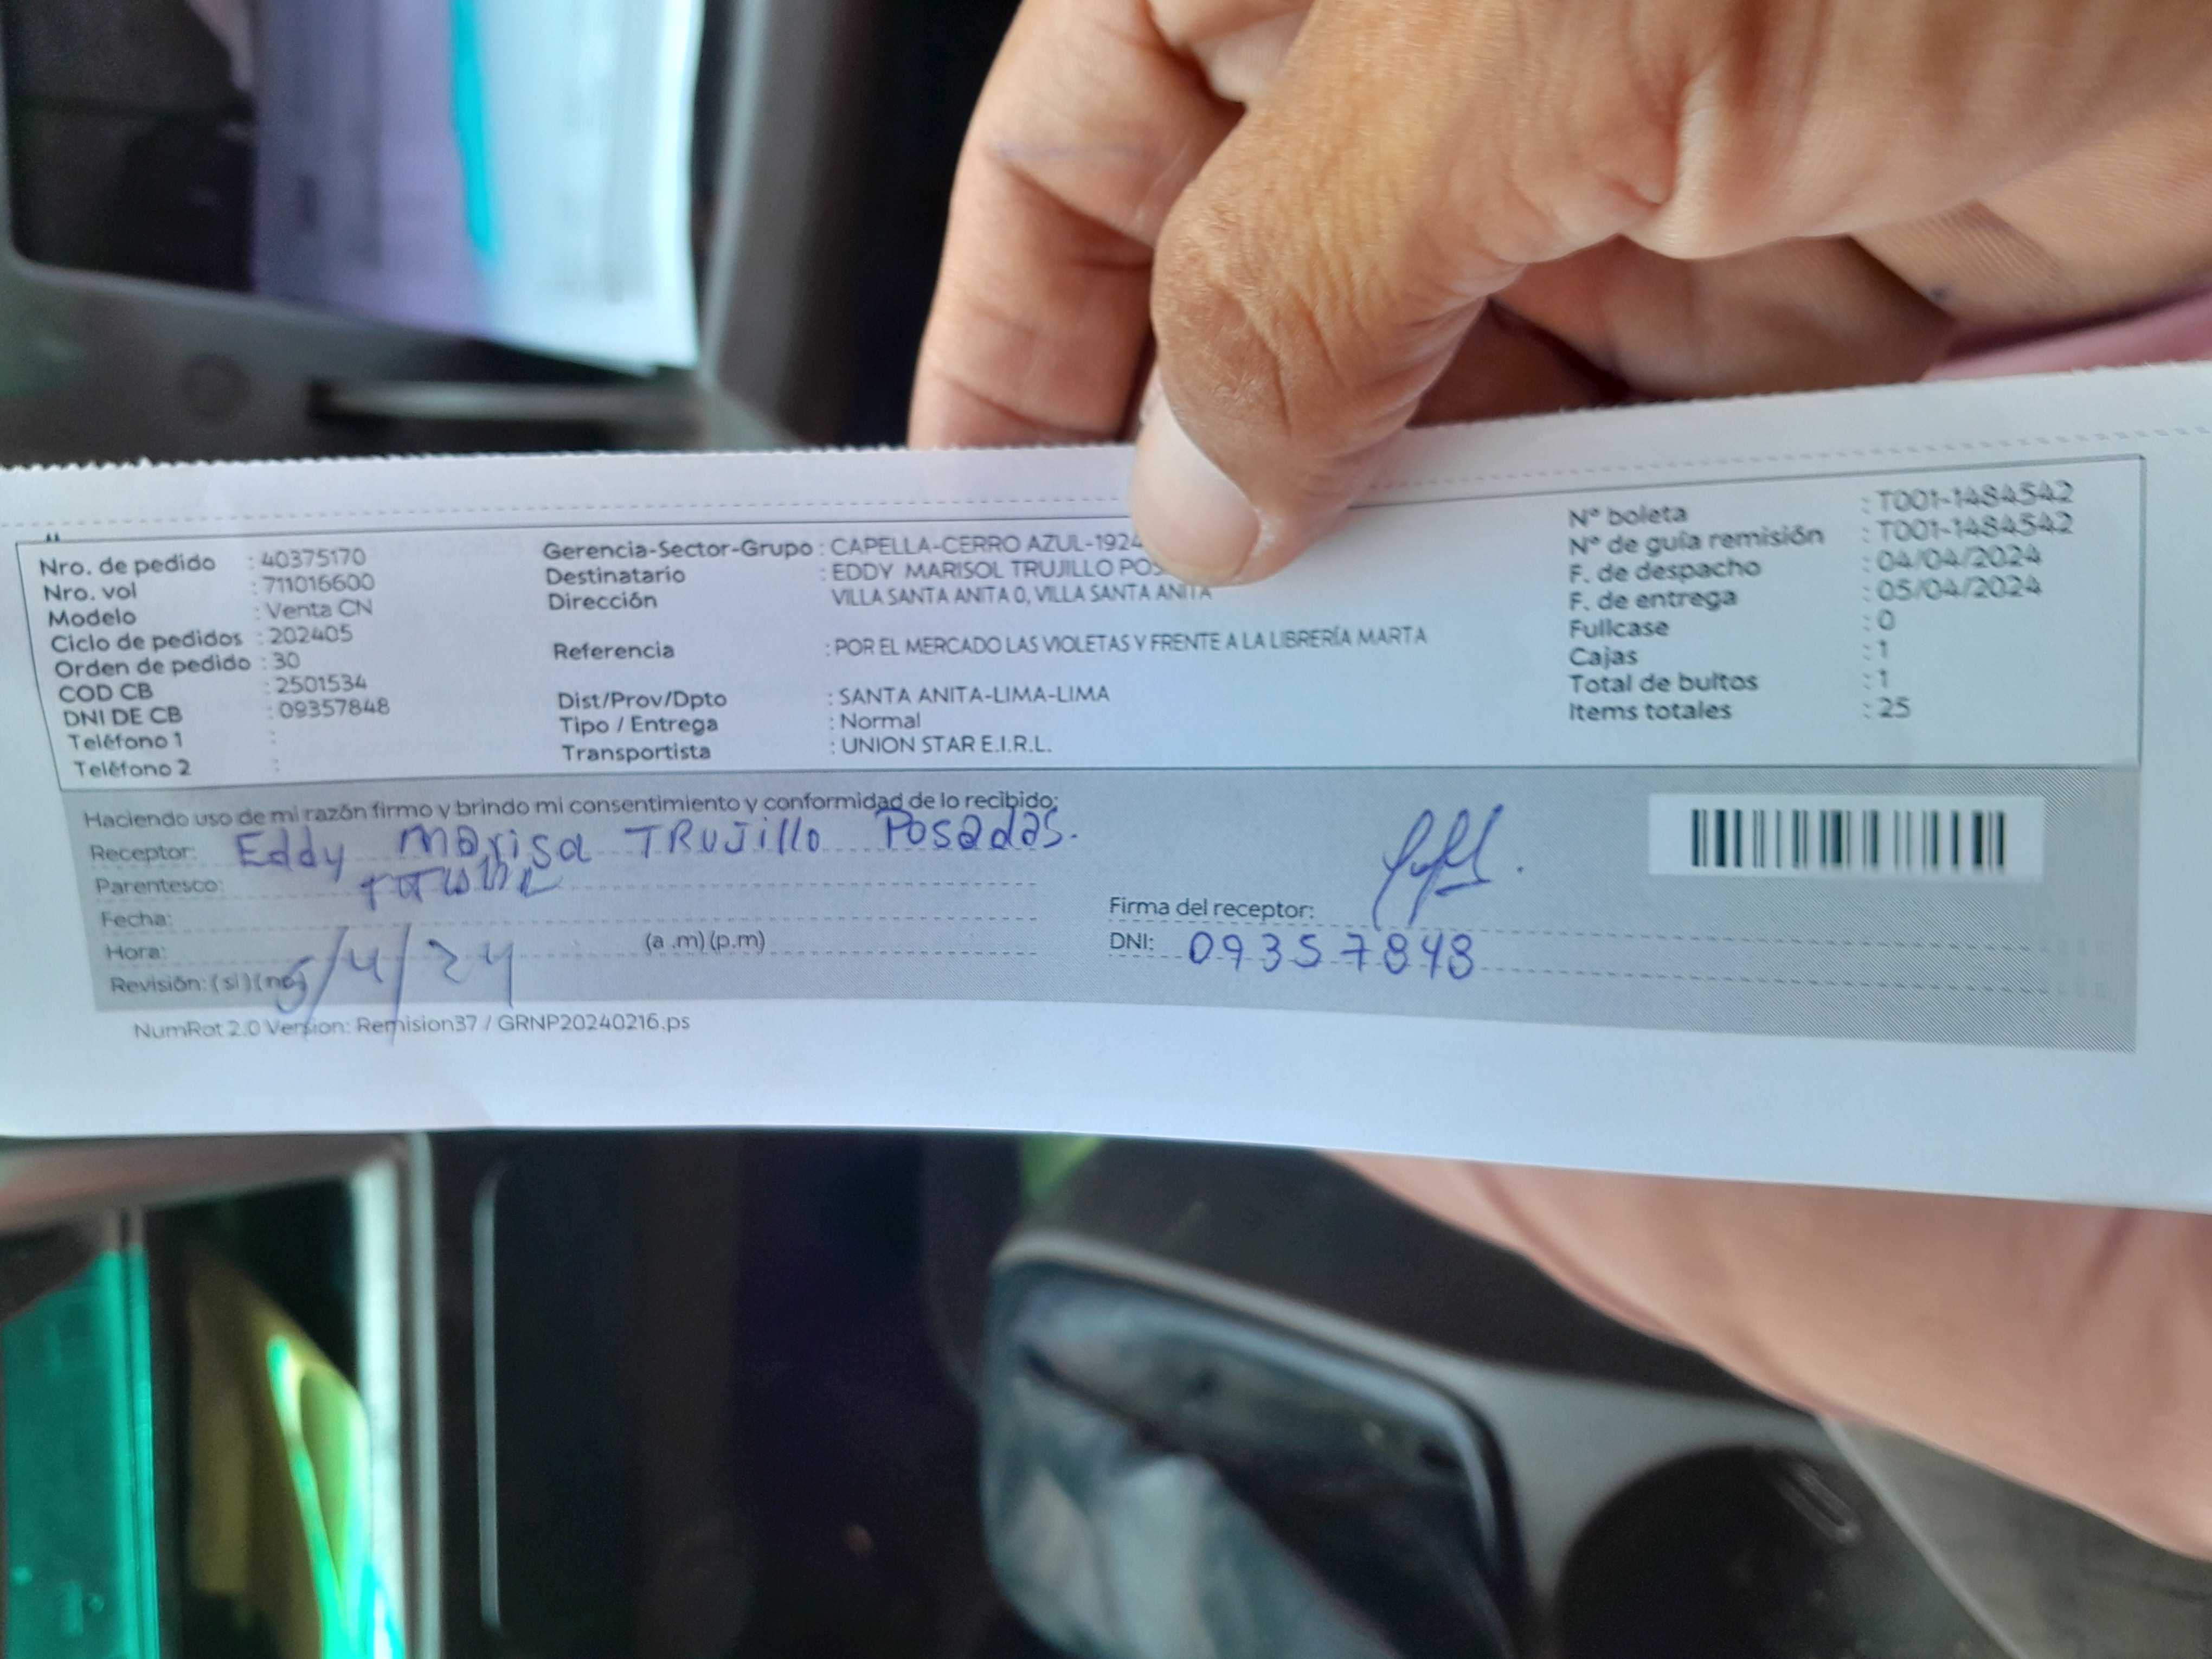 Nro. de pedido : 40375170
Nro. vol : 711016600
Modelo : Venta CN
Ciclo de pedidos : 202405
Orden de pedido : 30
COD CB : 2501534
DNI DE CB : 09357848
Teléfono 1 :
Teléfono 2 :
Gerencia-Sector-Grupo : CAPELLA-CERRO AZUL-1924
Destinatario : EDDY MARISOL TRUJILLO POS
Dirección VILLA SANTA ANITA 0, VILLA SANTA ANITA
Referencia : POR EL MERCADO LAS VIOLETAS Y FRENTE A LA LIBRERÍA MARTA
Dist/Prov/Dpto : SANTA ANITA-LIMA-LIMA
Tipo / Entrega : Normal
Transportista : UNION STAR E.I.R.L.
N° boleta : T001-1484542
N° de guía remisión : T001-1484542
F. de despacho : 04/04/2024
F. de entrega : 05/04/2024
Fullcase : 0
Cajas : 1
Total de bultos : 1
Items totales : 25
Haciendo uso de mi razón firmo y brindo mi consentimiento y conformidad de lo recibido:
Receptor: Eddy Marisa TRUJillo Posadas.
Parentesco:
Fecha:
Hora: (a .m) (p.m)
Revisión: ( si ) ( no ) 5/4/24
Firma del receptor:
DNI: 09357848
NumRot 2.0 Version: Remision37 / GRNP20240216.ps